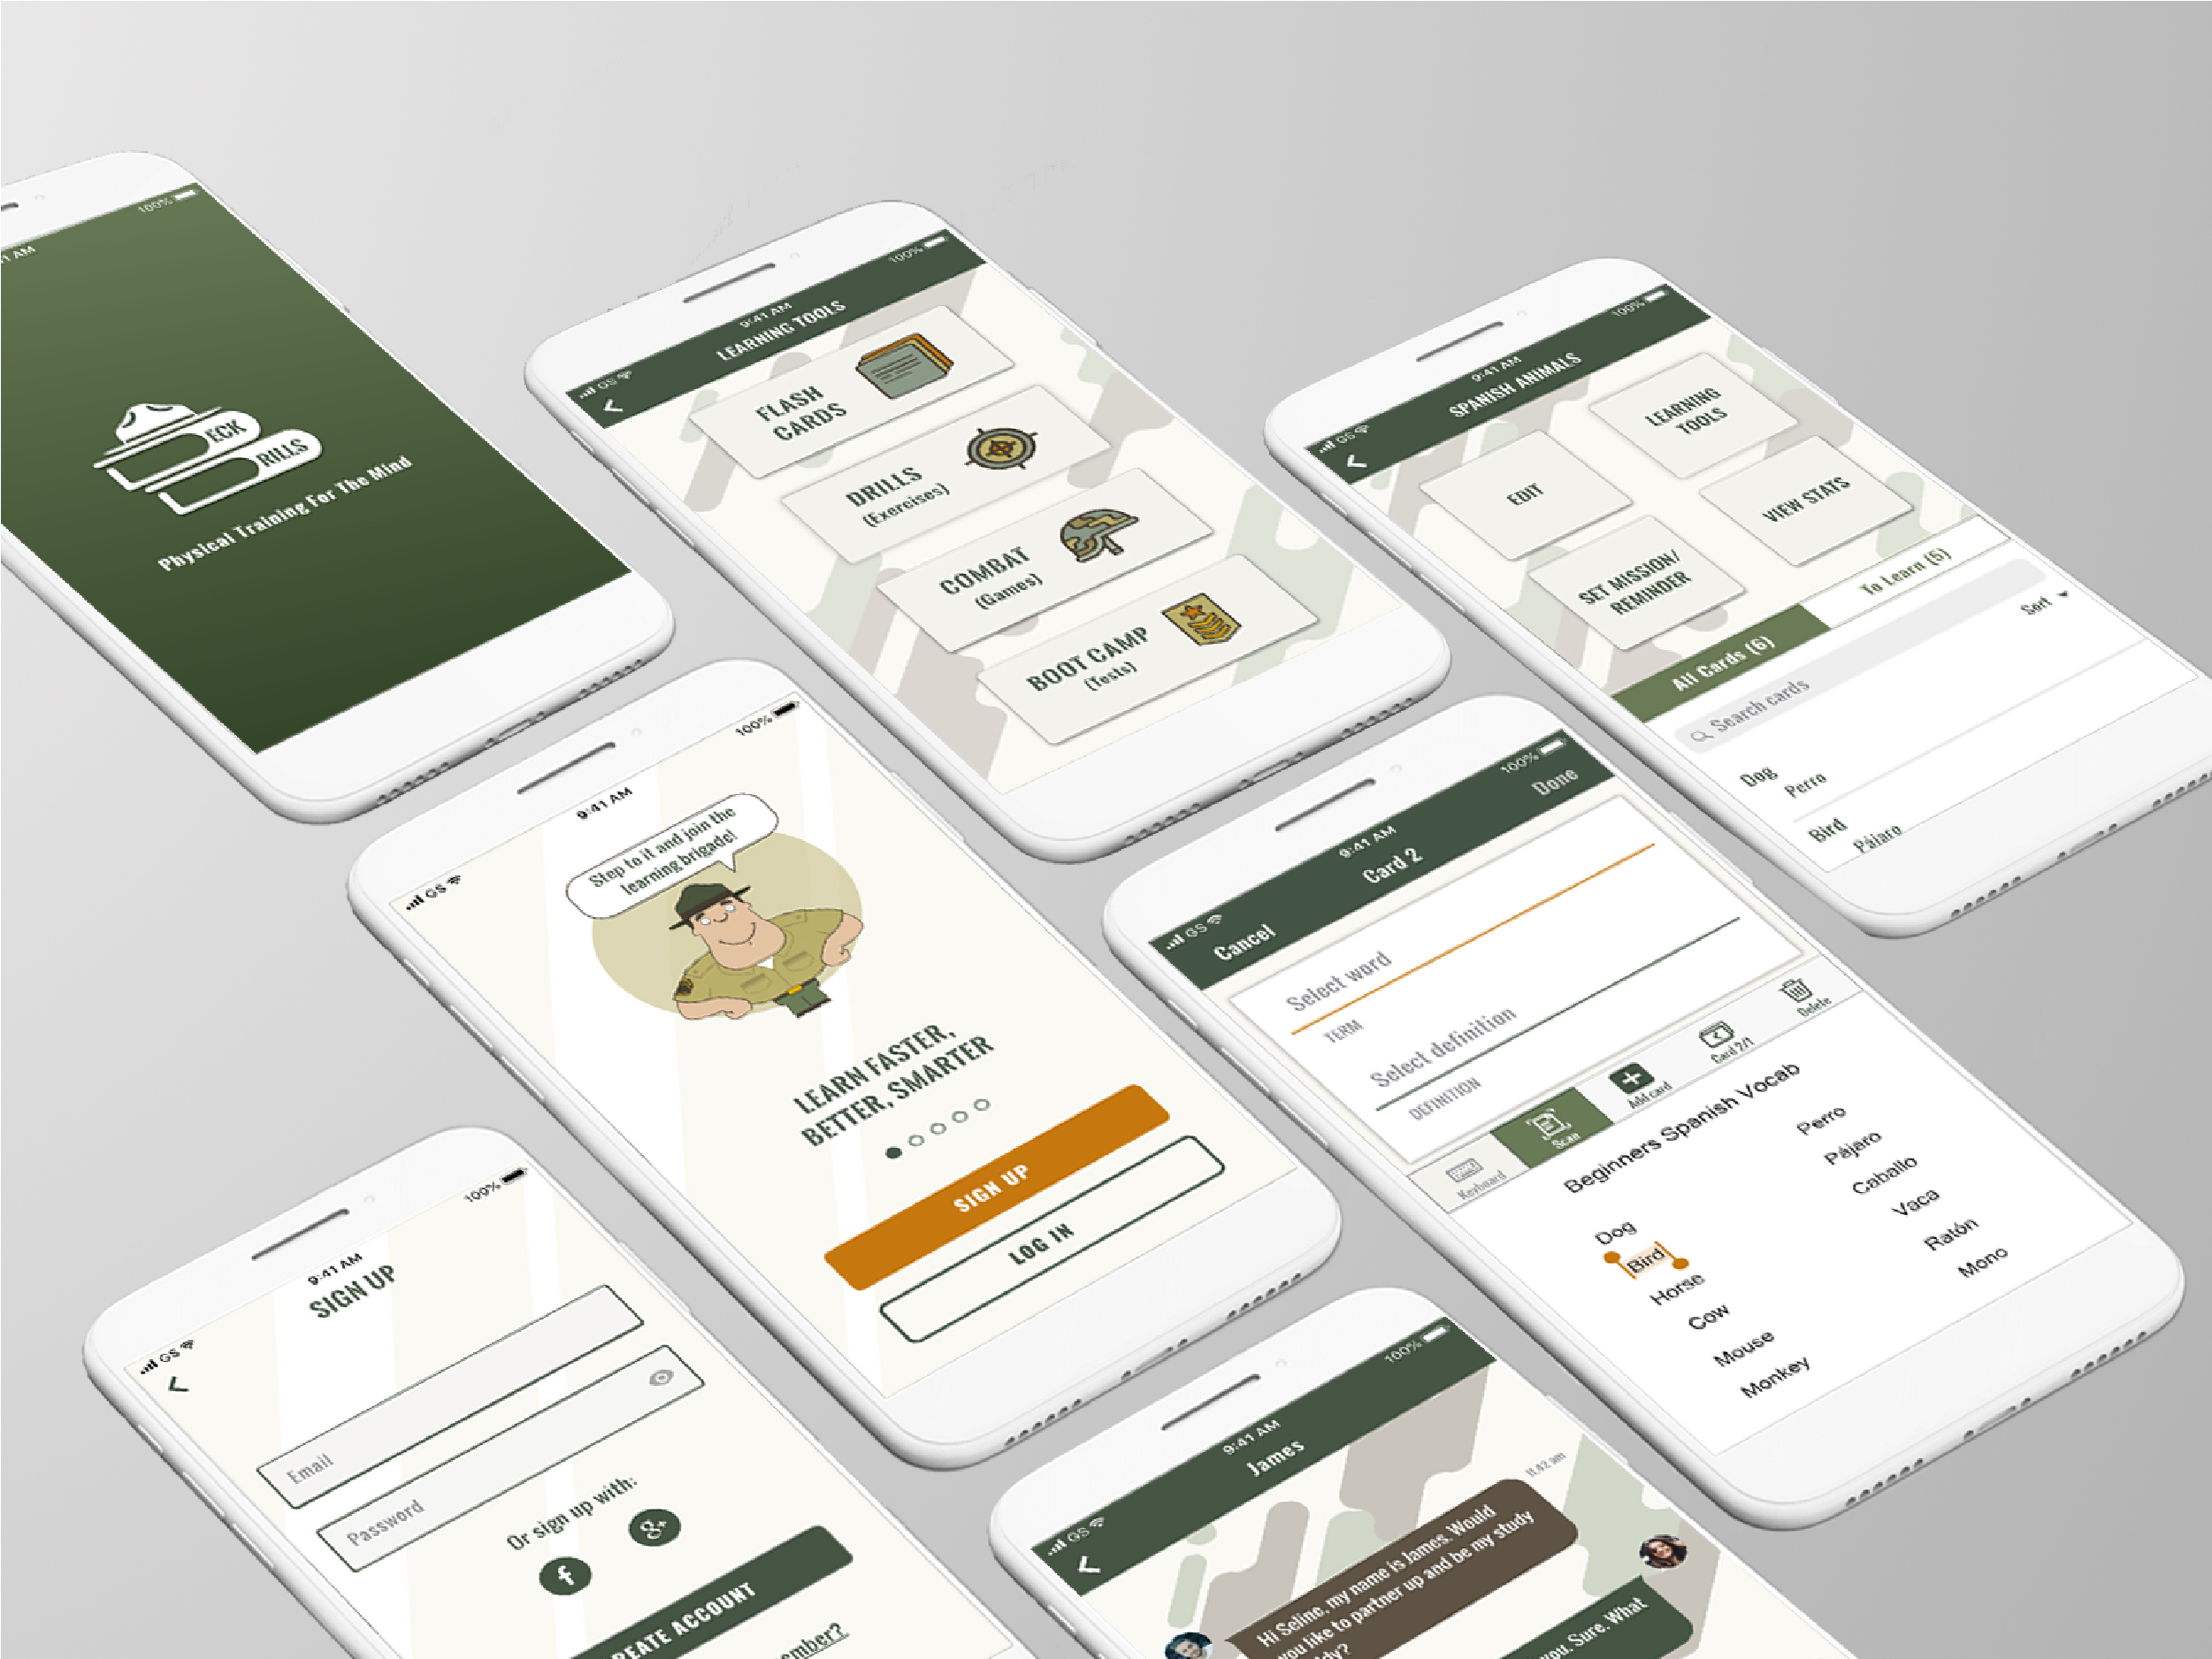 41 AM
100%
ECK
RILLS
Physical Training For The Mind
GS
9:41 AM
100%
LEARNING TOOLS
FLASH
CARDS
DRILLS
(Exercises)
COMBAT
(Games)
BOOT CAMP
(Tests)
GS
9:41 AM
100%
SPANISH ANIMALS
EDIT
LEARNING
TOOLS
SET MISSION/
REMINDER
VIEW STATS
All Cards (6)
To Learn (5)
Search cards
Sort
Dog
Perro
Bird
Pájaro
GS
9:41 AM
100%
Step to it and join the
learning brigade!
LEARN FASTER,
BETTER, SMARTER
SIGN UP
LOG IN
GS
9:41 AM
100%
Cancel
Card 2
Done
Select word
TERM
Select definition
DEFINITION
Keyboard
Scan
Add card
Card 2/1
Delete
Beginners Spanish Vocab
Dog
Perro
Bird
Pájaro
Horse
Caballo
Cow
Vaca
Mouse
Ratón
Monkey
Mono
GS
9:41 AM
100%
SIGN UP
Email
Password
Or sign up with:
f
g+
REATE ACCOUNT
mber?
GS
9:41 AM
100%
James
11.42 am
Hi Seline, my name is James. Would
you like to partner up and be my study
dy?
you. Sure. What